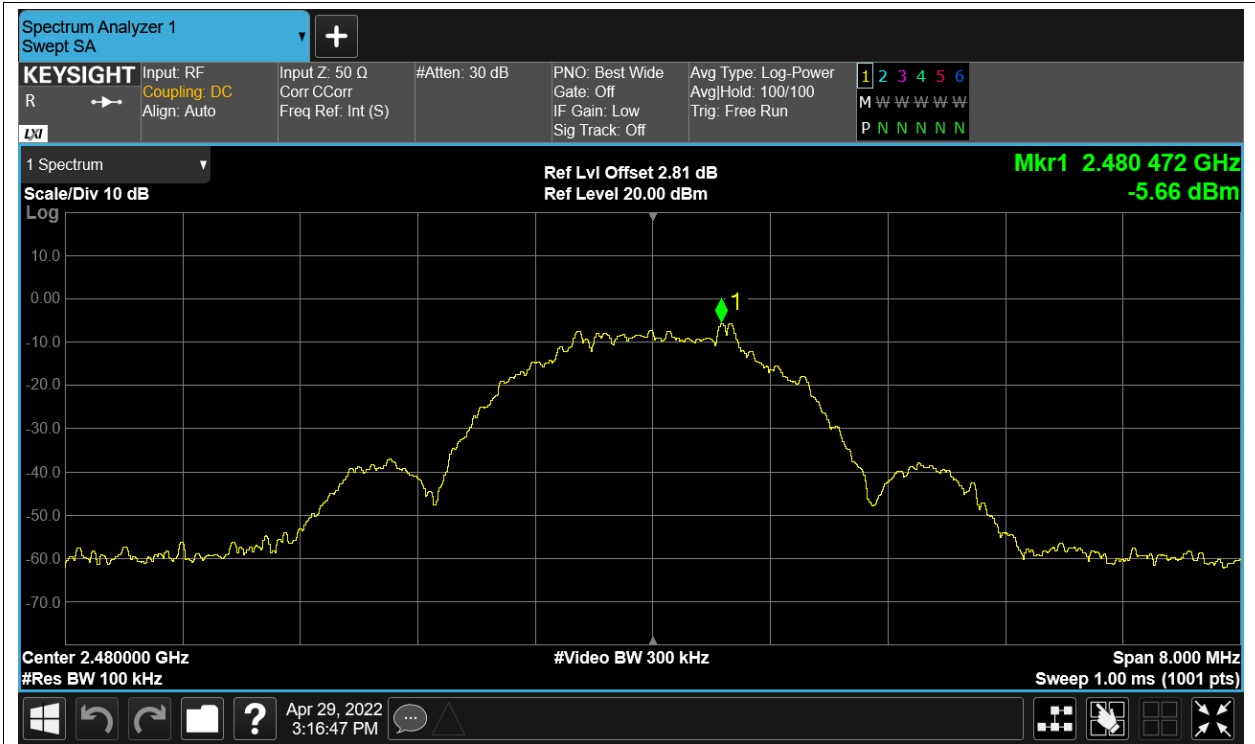 Spectrum Analyzer 1
Swept SA
KEYSIGHT
R
LXI
Input: RF
Coupling: DC
Align: Auto
Input Z: 50 Ω
Corr CCorr
Freq Ref: Int (S)
#Atten: 30 dB
PNO: Best Wide
Gate: Off
IF Gain: Low
Sig Track: Off
Avg Type: Log-Power
Avg|Hold: 100/100
Trig: Free Run
1 2 3 4 5 6
M W W W W W
P N N N N N
1 Spectrum
Scale/Div 10 dB
Log
Ref Lvl Offset 2.81 dB
Ref Level 20.00 dBm
Mkr1 2.480 472 GHz
-5.66 dBm
1
10.0
0.00
-10.0
-20.0
-30.0
-40.0
-50.0
-60.0
-70.0
Center 2.480000 GHz
#Res BW 100 kHz
#Video BW 300 kHz
Span 8.000 MHz
Sweep 1.00 ms (1001 pts)
?
Apr 29, 2022
3:16:47 PM